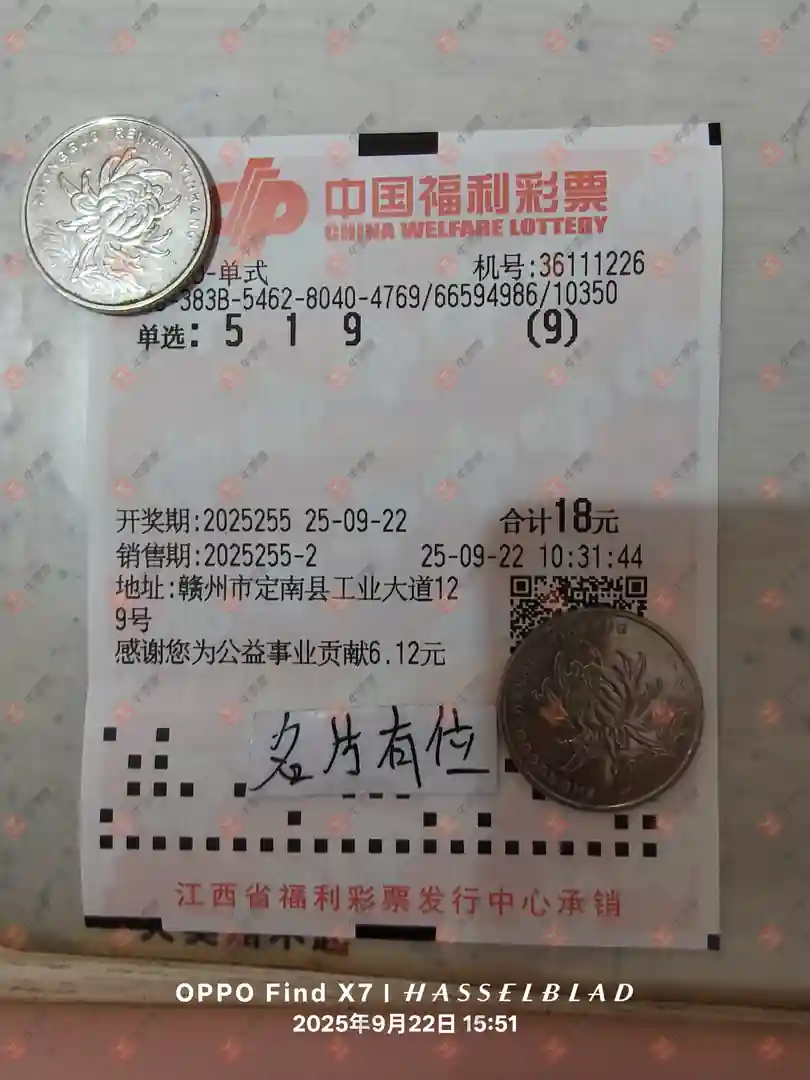 中国福利彩票
CHINA WELFARE LOTTERY
-单式 机号:36111226
-383B-5462-8040-4769/66594986/10350
单选: 5 1 9 (9)
开奖期:2025255 25-09-22 合计18元
销售期:2025255-2 25-09-22 10:31:44
地址:赣州市定南县工业大道12
9号
感谢您为公益事业贡献6.12元
名片有位
江西省福利彩票发行中心承销
OPPO Find X7 | HASSELBLAD
2025年9月22日 15:51